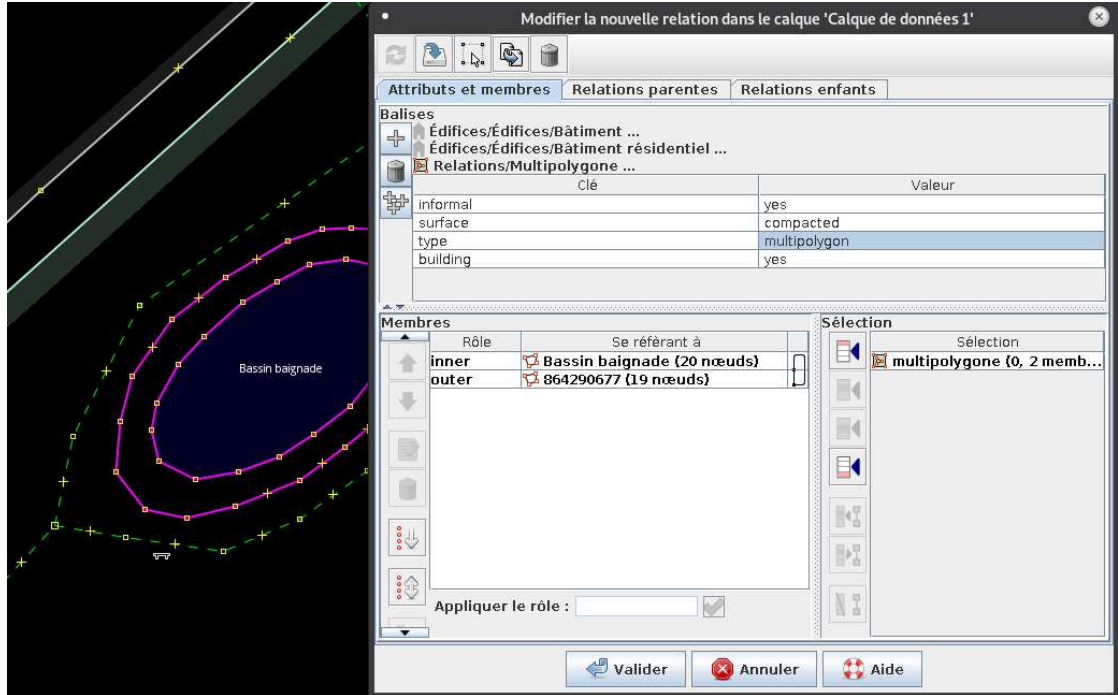 Modifier la nouvelle relation dans le calque 'Calque de données 1'
Attributs et membres
Relations parentes
Relations enfants
Balises
Édifices/Édifices/Bâtiment ...
Édifices/Édifices/Bâtiment résidentiel ...
Relations/Multipolygone ...
Clé Valeur
informal yes
surface compacted
type multipolygon
building yes
Membres
Rôle Se référant à
inner Bassin baignade (20 nœuds)
outer 864290677 (19 nœuds)
Appliquer le rôle :
Sélection
Sélection
multipolygone (0, 2 memb...
Valider
Annuler
Aide
Bassin baignade